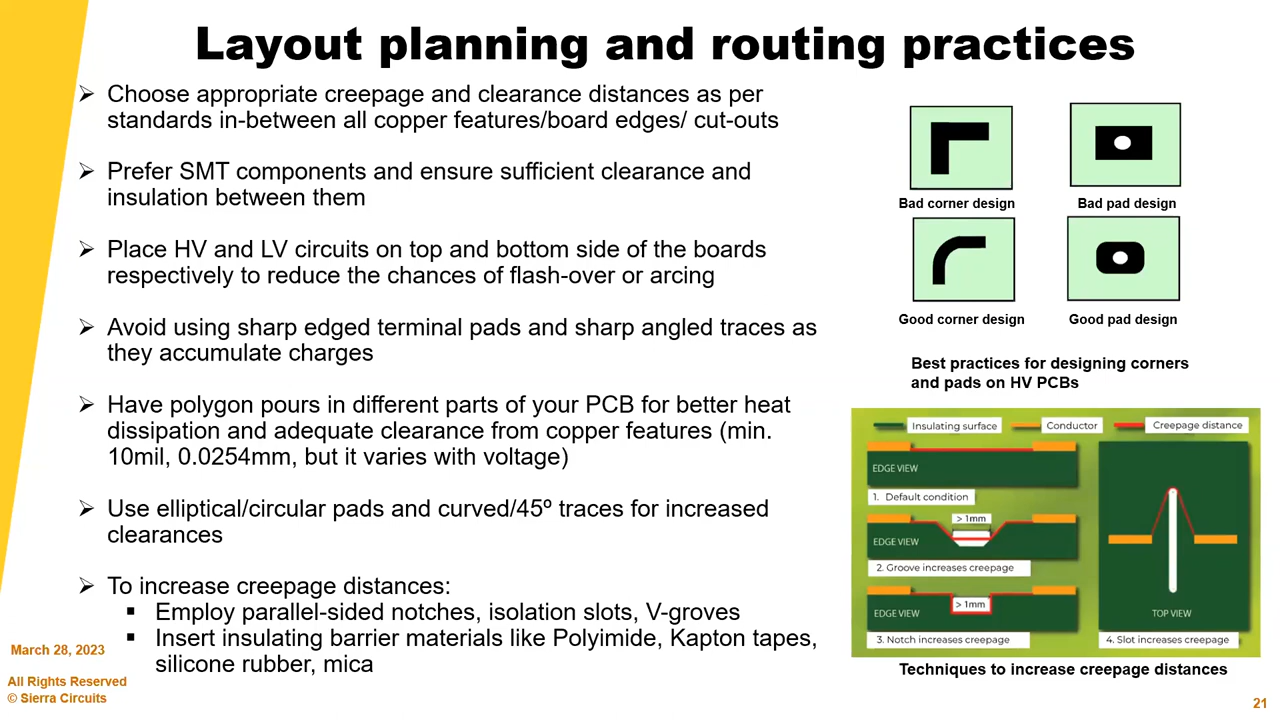 Layout planning and routing practices
➢ Choose appropriate creepage and clearance distances as per
standards in-between all copper features/board edges/ cut-outs
➢ Prefer SMT components and ensure sufficient clearance and
insulation between them
➢ Place HV and LV circuits on top and bottom side of the boards
respectively to reduce the chances of flash-over or arcing
➢ Avoid using sharp edged terminal pads and sharp angled traces as
they accumulate charges
➢ Have polygon pours in different parts of your PCB for better heat
dissipation and adequate clearance from copper features (min.
10mil, 0.0254mm, but it varies with voltage)
➢ Use elliptical/circular pads and curved/45º traces for increased
clearances
➢ To increase creepage distances:
▪ Employ parallel-sided notches, isolation slots, V-groves
▪ Insert insulating barrier materials like Polyimide, Kapton tapes,
silicone rubber, mica
Bad corner design
Bad pad design
Good corner design
Good pad design
Best practices for designing corners
and pads on HV PCBs
Insulating surface
Conductor
Creepage distance
EDGE VIEW
1. Default condition
> 1mm
EDGE VIEW
2. Groove increases creepage
> 1mm
EDGE VIEW
3. Notch increases creepage
TOP VIEW
4. Slot increases creepage
Techniques to increase creepage distances
March 28, 2023
All Rights Reserved
© Sierra Circuits
21